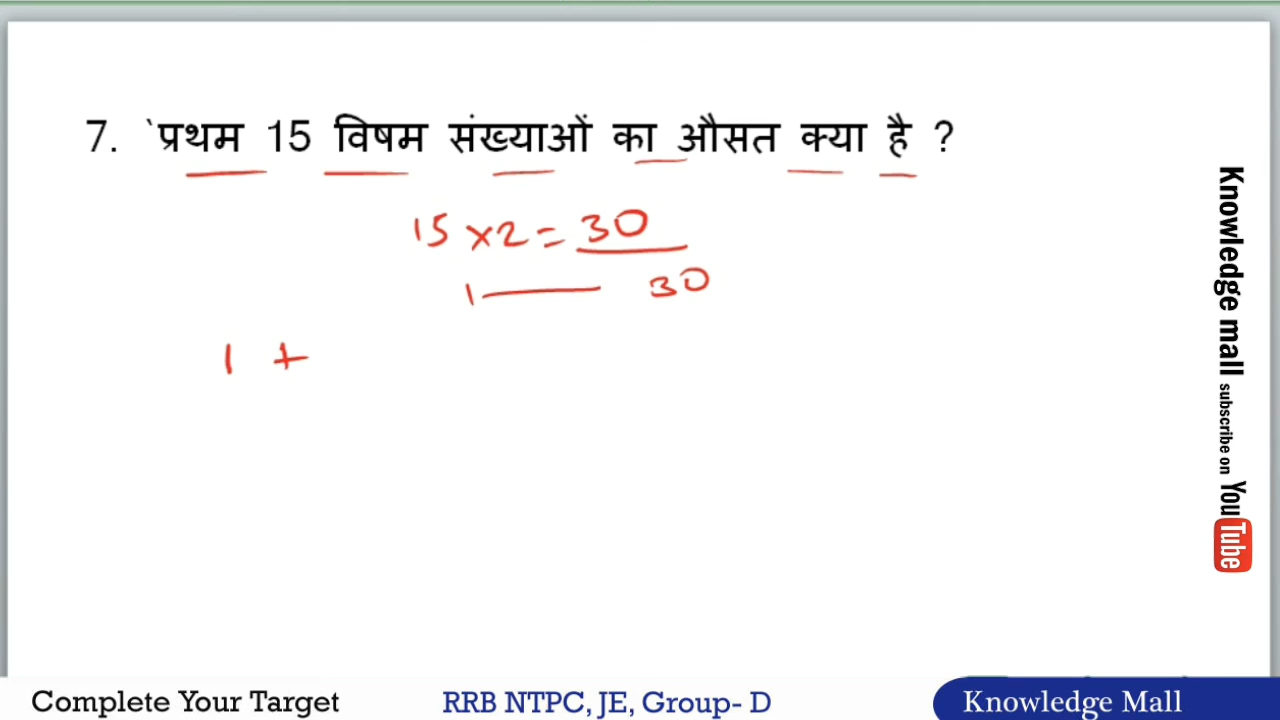 7. `प्रथम 15 विषम संख्याओं का औसत क्या है ?
15 ×2 = 30
1 —— 30
1 +
Knowledge mall subscribe on YouTube
Complete Your Target
RRB NTPC, JE, Group- D
Knowledge Mall